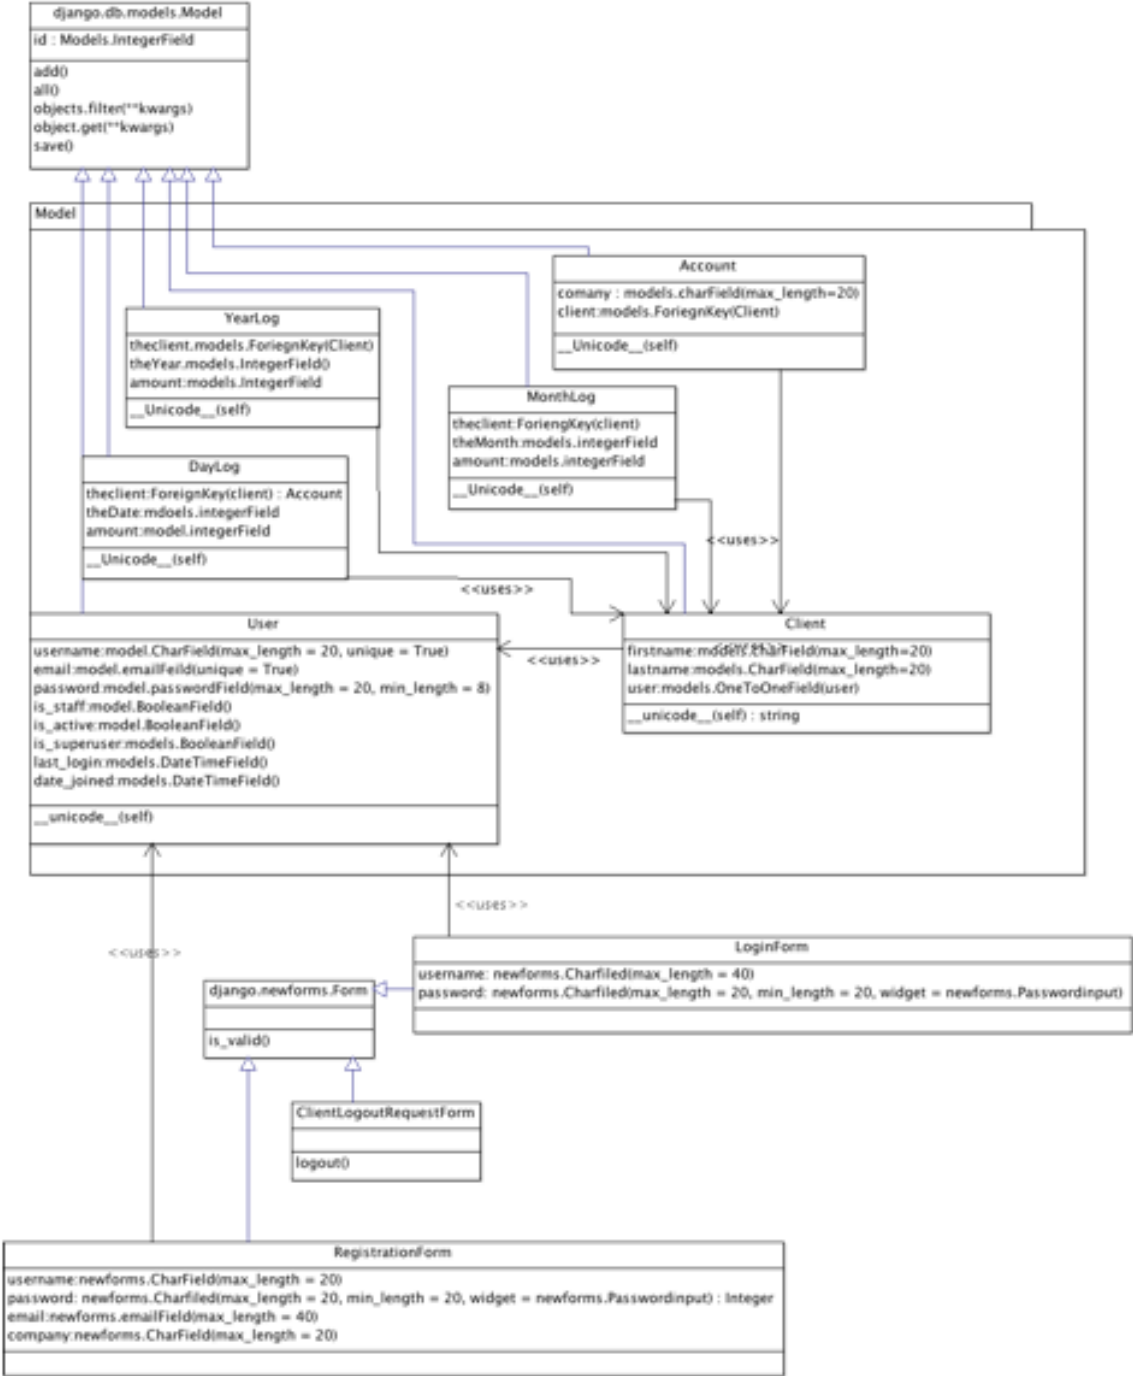 django.db.models.Model
id : Models.IntegerField
add()
all()
objects.filter(**kwargs)
object.get(**kwargs)
save()
Model
Account
comany : models.charField(max_length=20)
client:models.ForiegnKey(Client)
__Unicode__(self)
YearLog
theclient.models.ForiegnKey(Client)
theYear.models.IntegerField()
amount:models.IntegerField
__Unicode__(self)
MonthLog
theclient:ForiengKey(client)
theMonth:models.integerField
amount:models.integerField
__Unicode__(self)
DayLog
theclient:ForeignKey(client) : Account
theDate:mdoels.integerField
amount:model.integerField
__Unicode__(self)
<<uses>>
<<uses>>
User
username:model.CharField(max_length = 20, unique = True)
email:model.emailFeild(unique = True)
password:model.passwordField(max_length = 20, min_length = 8)
is_staff:model.BooleanField()
is_active:model.BooleanField()
is_superuser:models.BooleanField()
last_login:models.DateTimeField()
date_joined:models.DateTimeField()
__unicode__(self)
<<uses>>
Client
firstname:models.CharField(max_length=20)
lastname:models.CharField(max_length=20)
user:models.OneToOneField(user)
__unicode__(self) : string
<<uses>>
<<uses>>
LoginForm
username: newforms.Charfiled(max_length = 40)
password: newforms.Charfiled(max_length = 20, min_length = 20, widget = newforms.Passwordinput)
django.newforms.Form
is_valid()
ClientLogoutRequestForm
logout()
RegistrationForm
username:newforms.CharField(max_length = 20)
password: newforms.Charfiled(max_length = 20, min_length = 20, widget = newforms.Passwordinput) : Integer
email:newforms.emailField(max_length = 40)
company:newforms.CharField(max_length = 20)